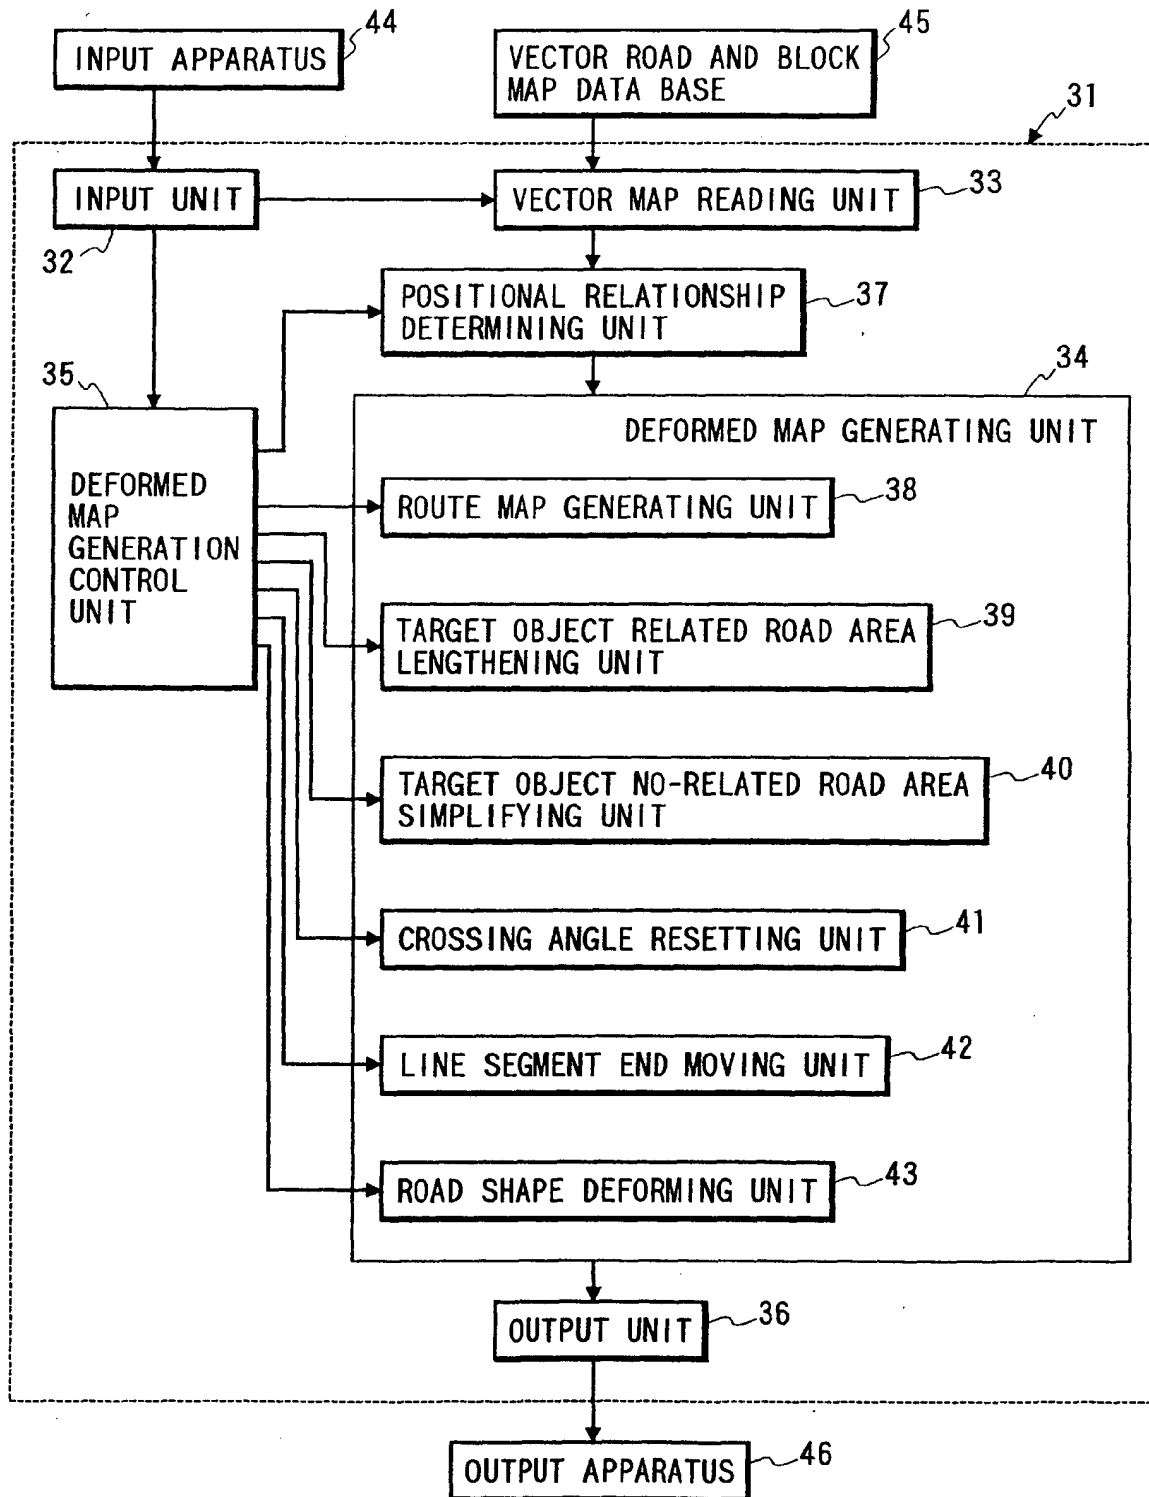 44
INPUT APPARATUS
45
VECTOR ROAD AND BLOCK
MAP DATA BASE
31
INPUT UNIT
32
VECTOR MAP READING UNIT
33
POSITIONAL RELATIONSHIP
DETERMINING UNIT
37
35
DEFORMED
MAP
GENERATION
CONTROL
UNIT
34
DEFORMED MAP GENERATING UNIT
ROUTE MAP GENERATING UNIT
38
TARGET OBJECT RELATED ROAD AREA
LENGTHENING UNIT
39
TARGET OBJECT NO-RELATED ROAD AREA
SIMPLIFYING UNIT
40
CROSSING ANGLE RESETTING UNIT
41
LINE SEGMENT END MOVING UNIT
42
ROAD SHAPE DEFORMING UNIT
43
OUTPUT UNIT
36
OUTPUT APPARATUS
46